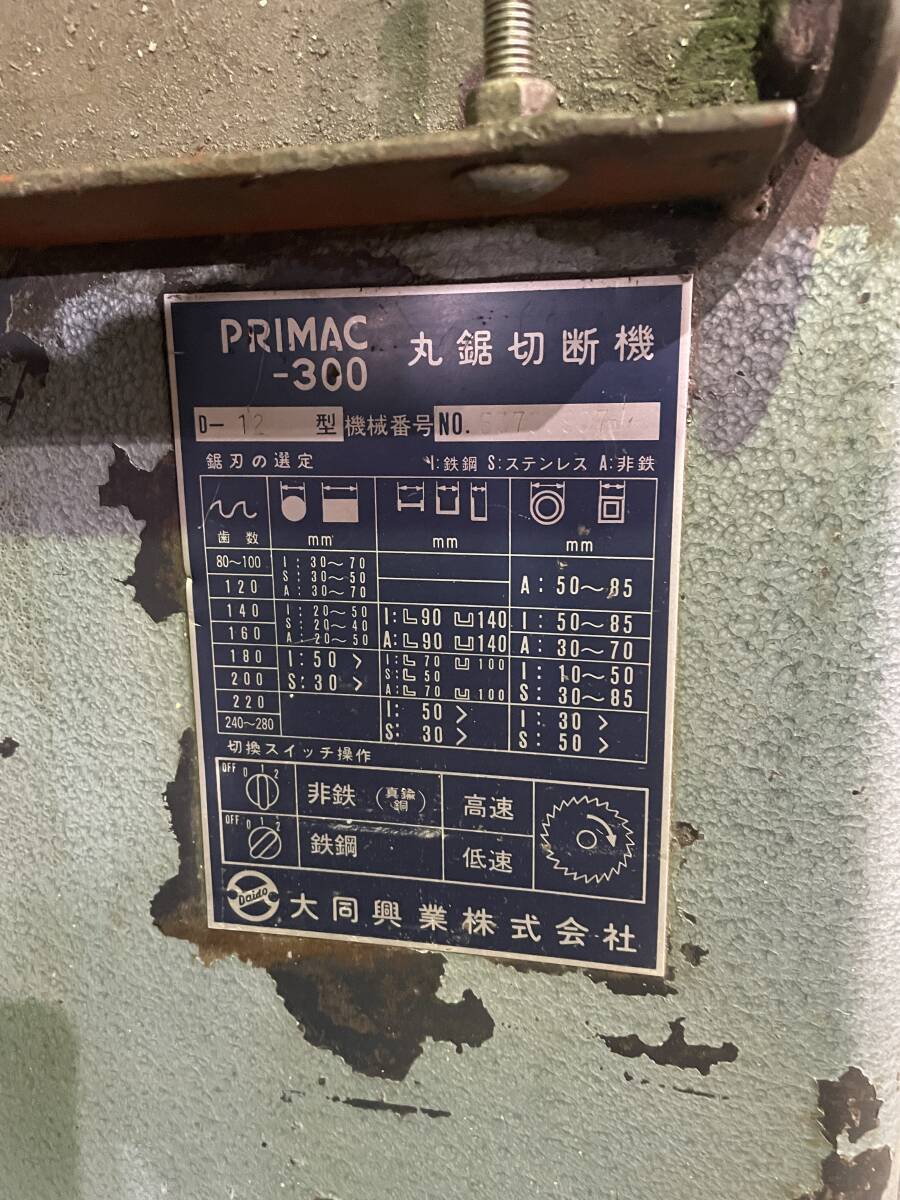 PRIMAC
-300
丸鋸切断機
D- 12 型 機械番号 NO.
鋸刃の選定 I:鉄鋼 S:ステンレス A:非鉄
歯数 mm mm mm
80〜100
120
140
160
180
200
220
240〜280
I: 30〜70
S: 30〜50
A: 30〜70
I: 20〜50
S: 20〜40
A: 20〜50
I: 50 >
S: 30 >
I: 90 140
A: 90 140
I: 70 100
S: 50
A: 70 100
I: 50 >
S: 30 >
A: 50〜85
I: 50〜85
A: 30〜70
I: 10〜50
S: 30〜85
I: 30 >
S: 50 >
切換スイッチ操作
OFF 0 1 2 非鉄 (真鍮 銅) 高速
OFF 0 1 2 鉄鋼 低速
Daido 大同興業株式会社